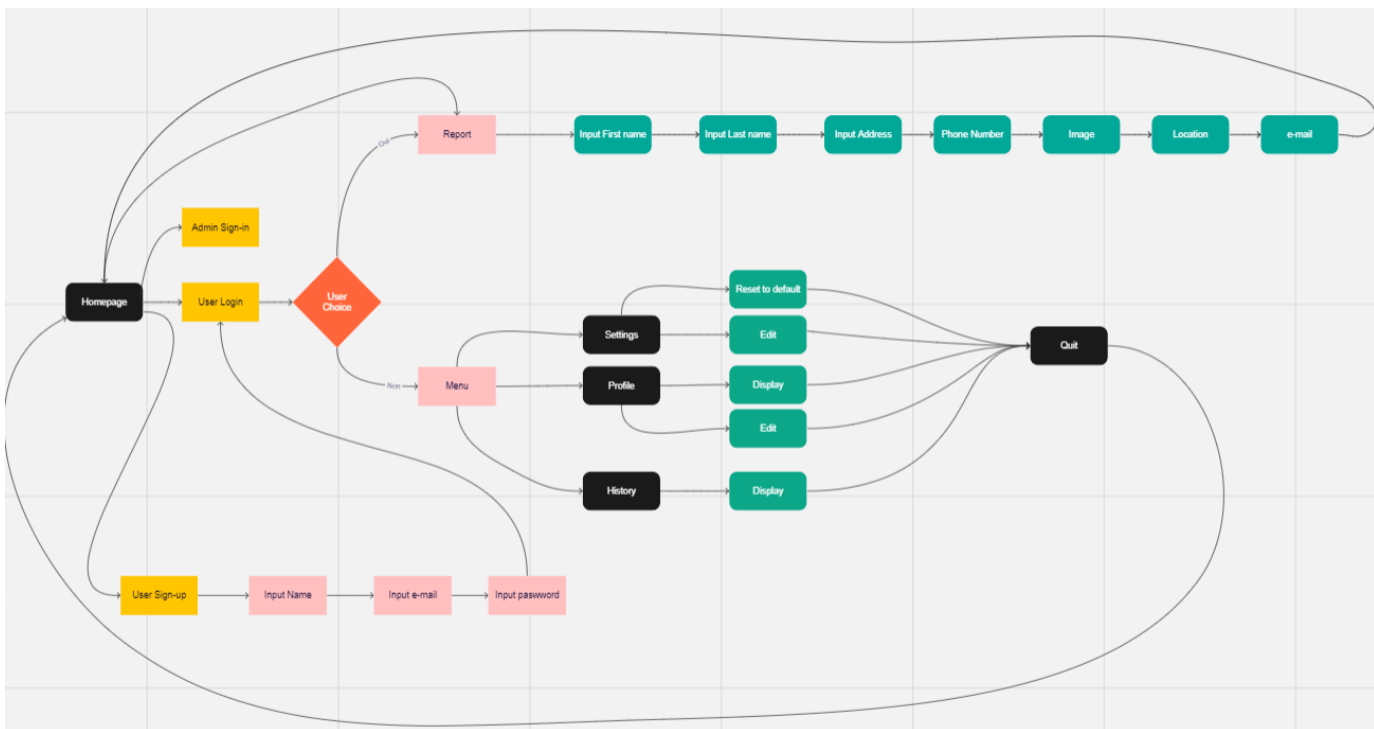 Report
Input First name
Input Last name
Input Address
Phone Number
Image
Location
e-mail
Oui
Admin Sign-in
Homepage
User Login
User
Choice
Reset to default
Settings
Edit
Quit
Non
Menu
Profile
Display
Edit
History
Display
User Sign-up
Input Name
Input e-mail
Input paswword